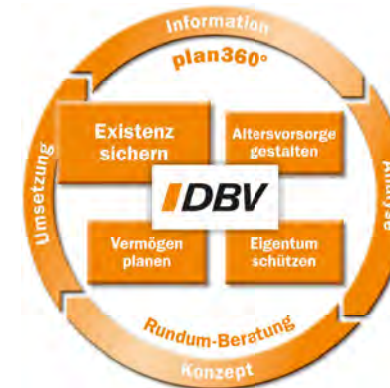 Information
plan360°
Existenz
sichern
Altersvorsorge
gestalten
Umsetzung
DBV
Analyse
Vermögen
planen
Eigentum
schützen
Rundum-Beratung
Konzept